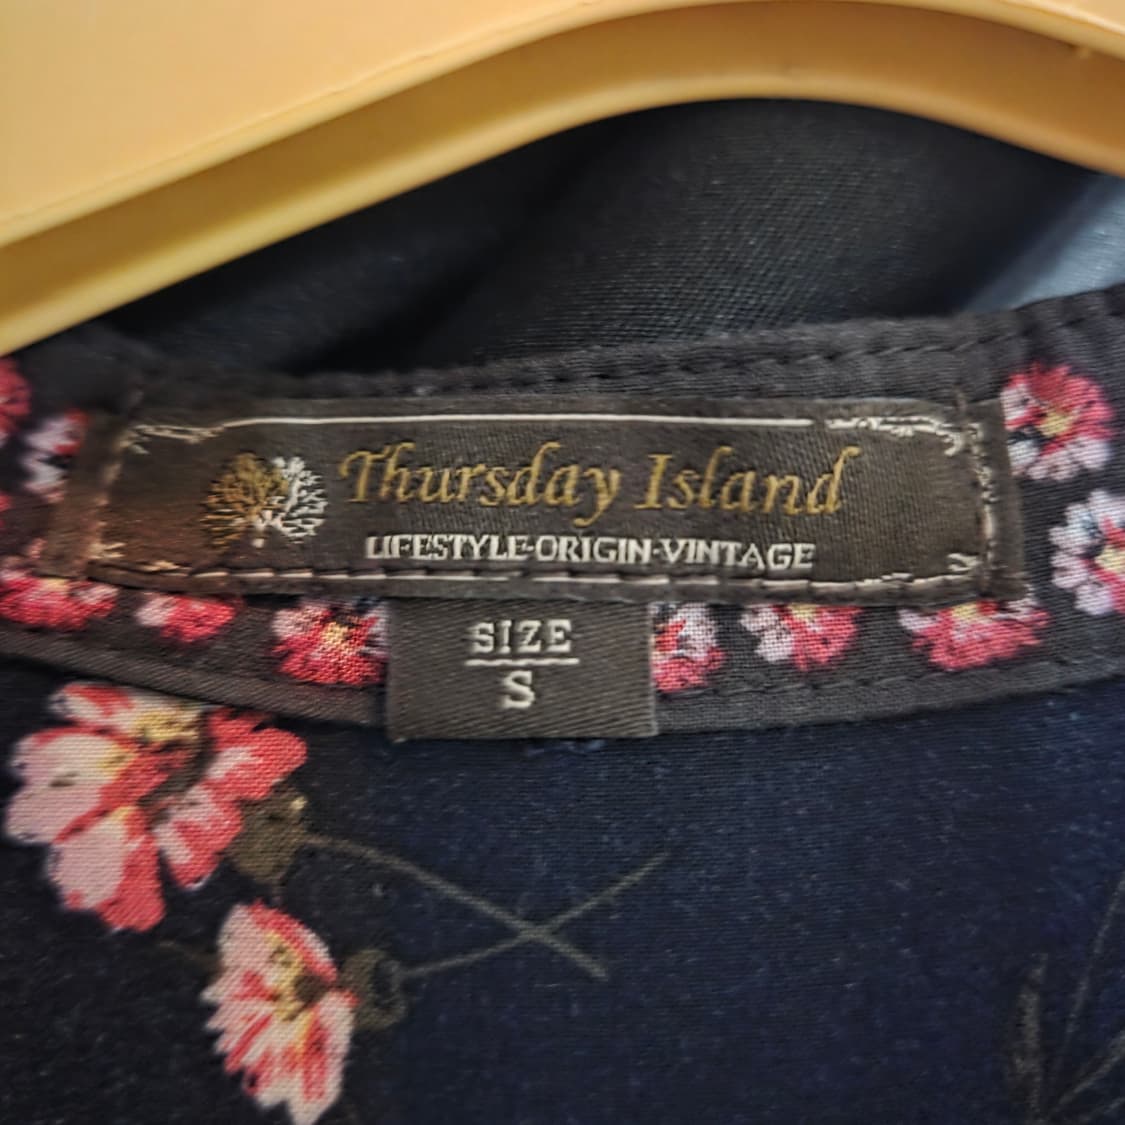 Thursday Island
LIFESTYLE-ORIGIN-VINTAGE
SIZE
S